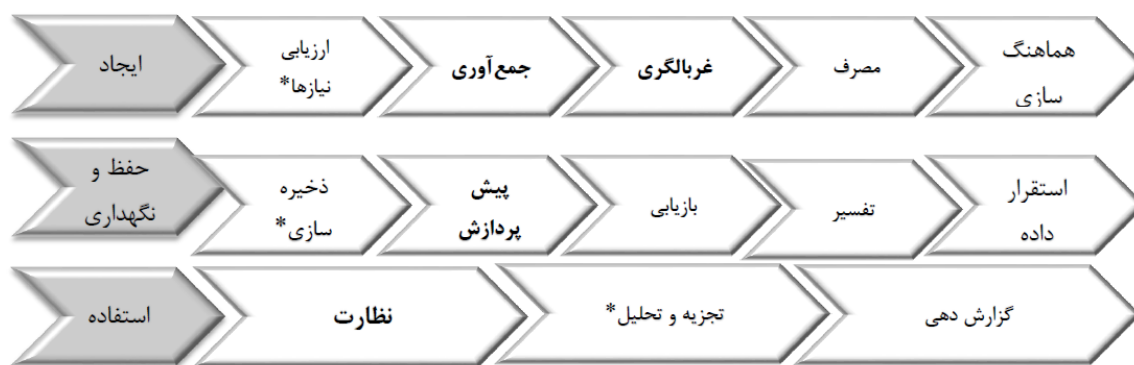 ایجاد
ارزیابی
نیازها*
جمع‌آوری
غربالگری
مصرف
هماهنگ
سازی
حفظ و
نگهداری
ذخیره
سازی*
پیش
پردازش
بازیابی
تفسیر
استقرار
داده
استفاده
نظارت
تجزیه و تحلیل*
گزارش دهی